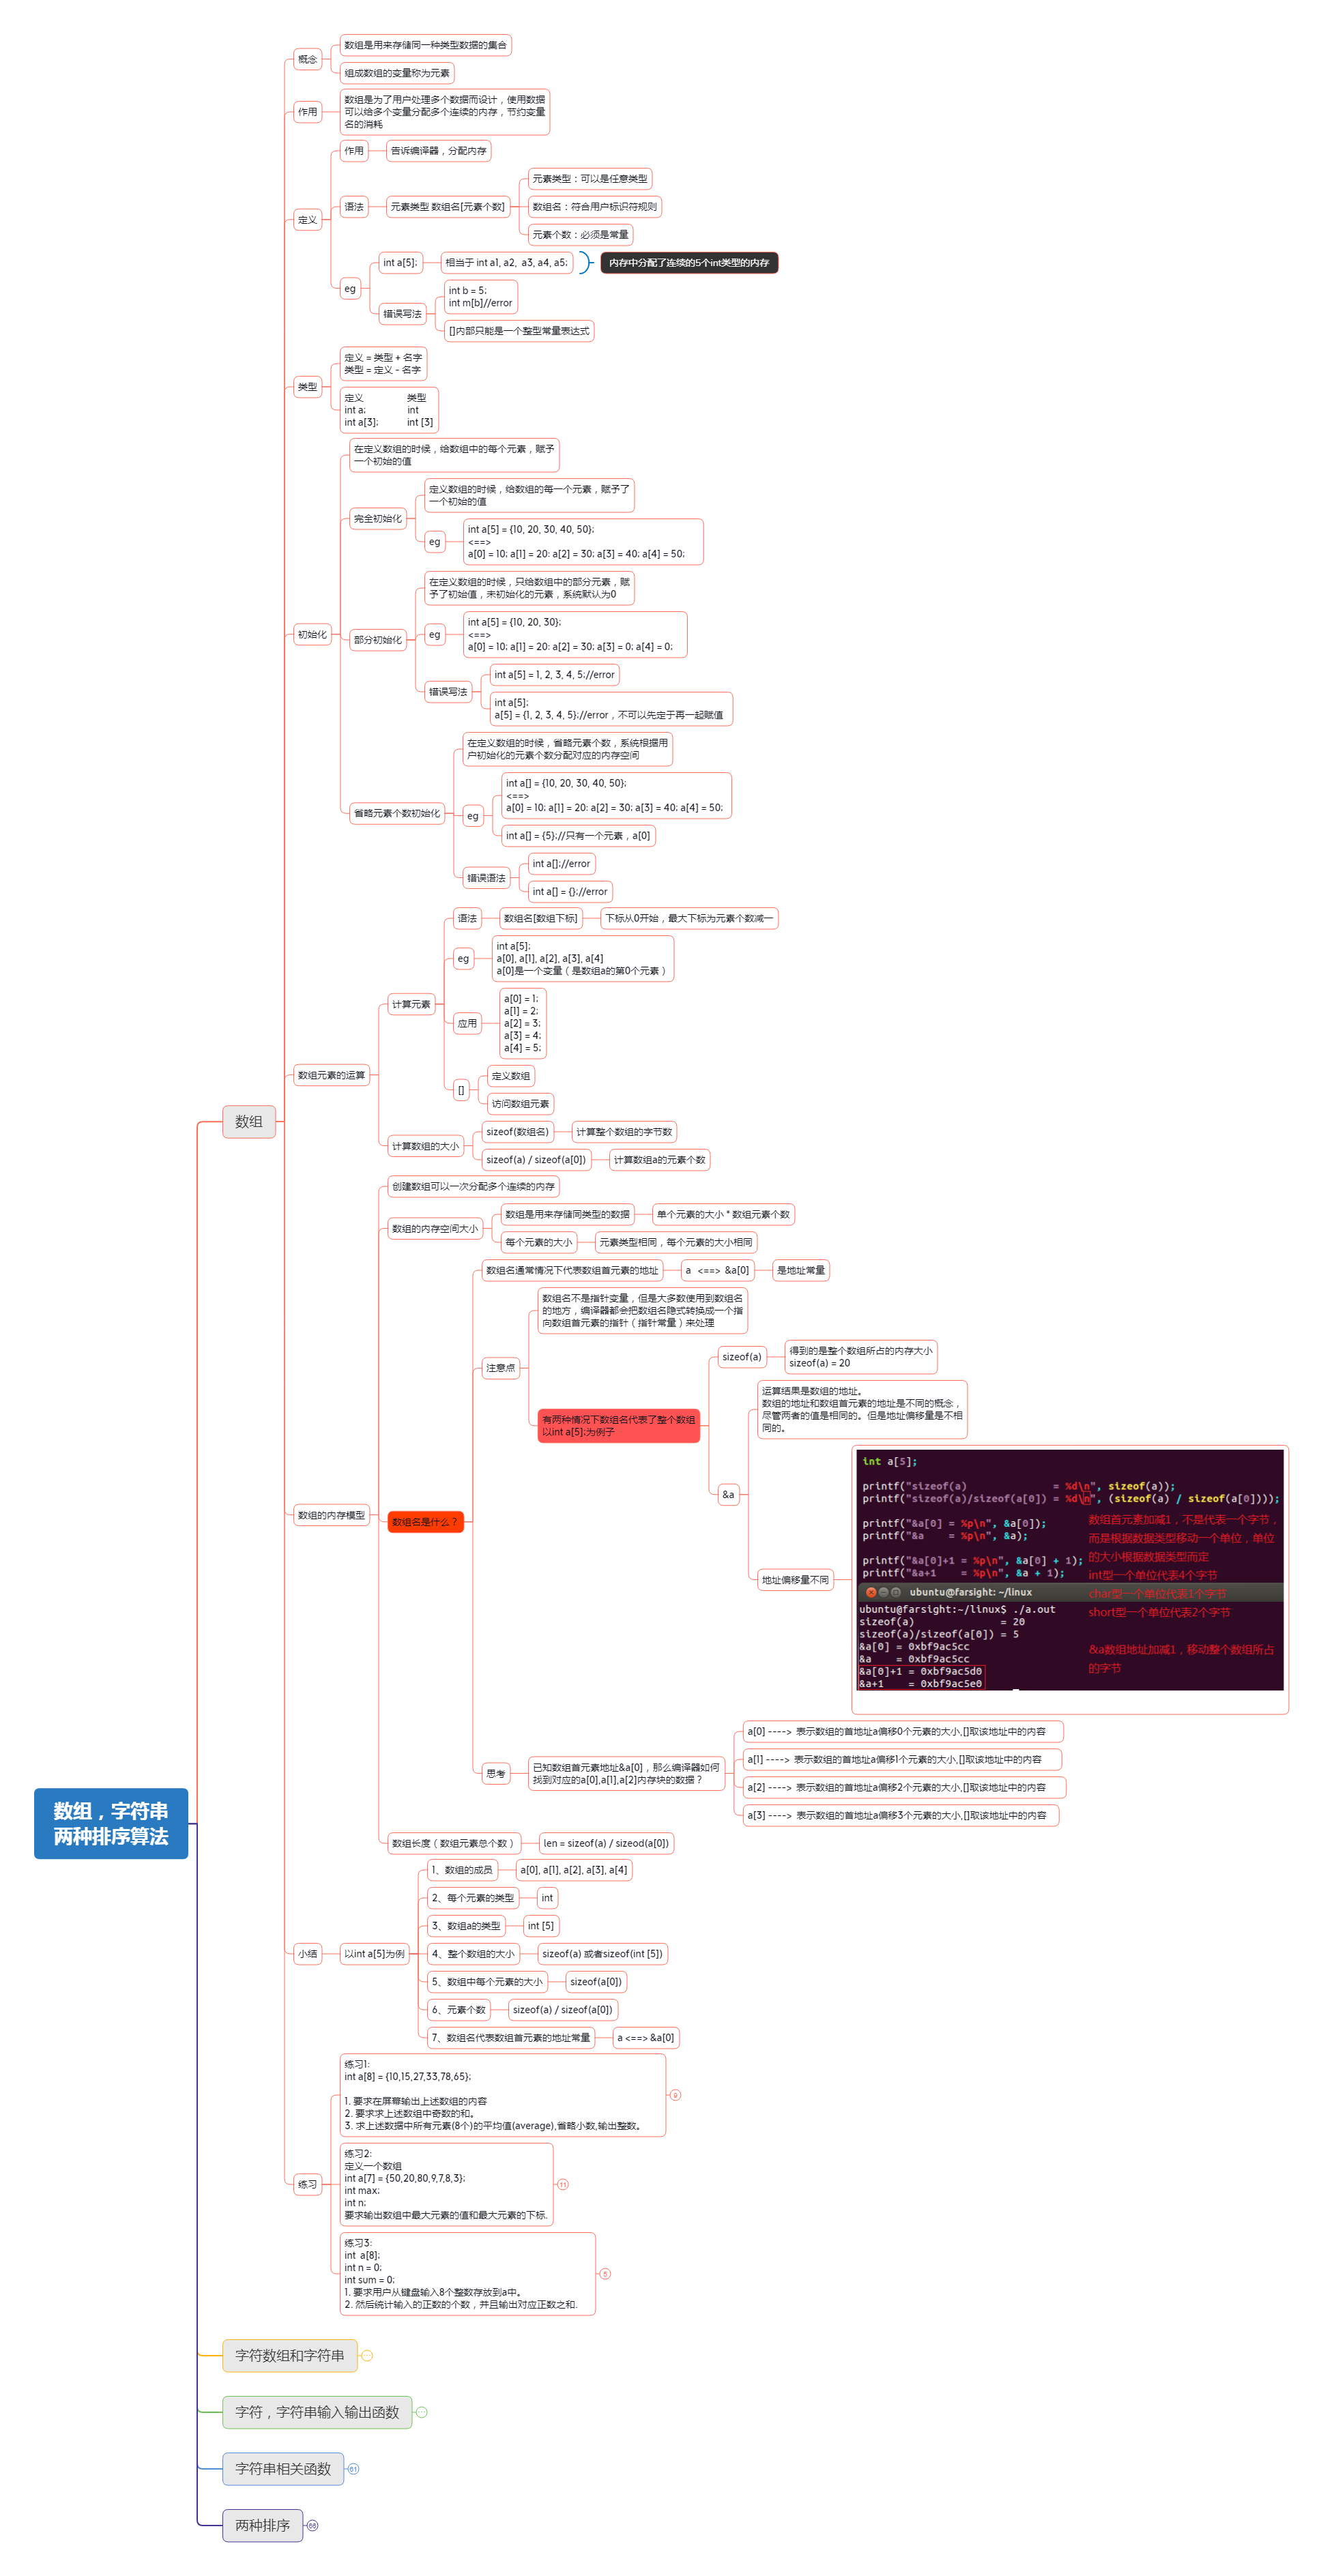 数组，字符串
两种排序算法
数组
概念
数组是用来存储同一种类型数据的集合
组成数组的变量称为元素
作用
数组是为了用户处理多个数据而设计，使用数据
可以给多个变量分配多个连续的内存，节约变量
名的消耗
定义
作用
告诉编译器，分配内存
语法
元素类型 数组名[元素个数]
元素类型：可以是任意类型
数组名：符合用户标识符规则
元素个数：必须是常量
eg
int a[5];
相当于 int a1, a2, a3, a4, a5;
内存中分配了连续的5个int类型的内存
错误写法
int b = 5;
int m[b]//error
[]内部只能是一个整型常量表达式
类型
定义 = 类型 + 名字
类型 = 定义 - 名字
定义 类型
int a; int
int a[3]; int [3]
初始化
在定义数组的时候，给数组中的每个元素，赋予
一个初始的值
完全初始化
定义数组的时候，给数组的每一个元素，赋予了
一个初始的值
eg
int a[5] = {10, 20, 30, 40, 50};
<==>
a[0] = 10; a[1] = 20: a[2] = 30; a[3] = 40; a[4] = 50;
部分初始化
在定义数组的时候，只给数组中的部分元素，赋
予了初始值，未初始化的元素，系统默认为0
eg
int a[5] = {10, 20, 30};
<==>
a[0] = 10; a[1] = 20: a[2] = 30; a[3] = 0; a[4] = 0;
错误写法
int a[5] = 1, 2, 3, 4, 5;//error
int a[5];
a[5] = {1, 2, 3, 4, 5};//error，不可以先定于再一起赋值
省略元素个数初始化
在定义数组的时候，省略元素个数，系统根据用
户初始化的元素个数分配对应的内存空间
eg
int a[] = {10, 20, 30, 40, 50};
<==>
a[0] = 10; a[1] = 20: a[2] = 30; a[3] = 40; a[4] = 50;
int a[] = {5};//只有一个元素，a[0]
错误语法
int a[];//error
int a[] = {};//error
数组元素的运算
计算元素
语法
数组名[数组下标]
下标从0开始，最大下标为元素个数减一
eg
int a[5];
a[0], a[1], a[2], a[3], a[4]
a[0]是一个变量（是数组a的第0个元素）
应用
a[0] = 1;
a[1] = 2;
a[2] = 3;
a[3] = 4;
a[4] = 5;
[]
定义数组
访问数组元素
计算数组的大小
sizeof(数组名)
计算整个数组的字节数
sizeof(a) / sizeof(a[0])
计算数组a的元素个数
数组的内存模型
创建数组可以一次分配多个连续的内存
数组的内存空间大小
数组是用来存储同类型的数据
单个元素的大小 * 数组元素个数
每个元素的大小
元素类型相同，每个元素的大小相同
数组名是什么？
数组名通常情况下代表数组首元素的地址
a <==> &a[0]
是地址常量
注意点
数组名不是指针变量，但是大多数使用到数组名
的地方，编译器都会把数组名隐式转换成一个指
向数组首元素的指针（指针常量）来处理
有两种情况下数组名代表了整个数组
以int a[5];为例子
sizeof(a)
得到的是整个数组所占的内存大小
sizeof(a) = 20
&a
运算结果是数组的地址。
数组的地址和数组首元素的地址是不同的概念，
尽管两者的值是相同的。但是地址偏移量是不相
同的。
地址偏移量不同
int a[5];
printf("sizeof(a) = %d\n", sizeof(a));
printf("sizeof(a)/sizeof(a[0]) = %d\n", (sizeof(a) / sizeof(a[0])));
printf("&a[0] = %p\n", &a[0]);
printf("&a = %p\n", &a);
printf("&a[0]+1 = %p\n", &a[0] + 1);
printf("&a+1 = %p\n", &a + 1);
数组首元素加减1，不是代表一个字节，
而是根据数据类型移动一个单位，单位
的大小根据数据类型而定
int型一个单位代表4个字节
char型一个单位代表1个字节
short型一个单位代表2个字节
&a数组地址加减1，移动整个数组所占
的字节
ubuntu@farsight: ~/linux
ubuntu@farsight:~/linux$ ./a.out
sizeof(a) = 20
sizeof(a)/sizeof(a[0]) = 5
&a[0] = 0xbf9ac5cc
&a = 0xbf9ac5cc
&a[0]+1 = 0xbf9ac5d0
&a+1 = 0xbf9ac5e0
思考
已知数组首元素地址&a[0]，那么编译器如何
找到对应的a[0],a[1],a[2]内存块的数据？
a[0] ----> 表示数组的首地址a偏移0个元素的大小,[]取该地址中的内容
a[1] ----> 表示数组的首地址a偏移1个元素的大小,[]取该地址中的内容
a[2] ----> 表示数组的首地址a偏移2个元素的大小,[]取该地址中的内容
a[3] ----> 表示数组的首地址a偏移3个元素的大小,[]取该地址中的内容
数组长度（数组元素总个数）
len = sizeof(a) / sizeod(a[0])
小结
以int a[5]为例
1、数组的成员
a[0], a[1], a[2], a[3], a[4]
2、每个元素的类型
int
3、数组a的类型
int [5]
4、整个数组的大小
sizeof(a) 或者sizeof(int [5])
5、数组中每个元素的大小
sizeof(a[0])
6、元素个数
sizeof(a) / sizeof(a[0])
7、数组名代表数组首元素的地址常量
a <==> &a[0]
练习
练习1:
int a[8] = {10,15,27,33,78,65};
1. 要求在屏幕输出上述数组的内容
2. 要求求上述数组中奇数的和。
3. 求上述数据中所有元素(8个)的平均值(average),省略小数,输出整数。
9
练习2:
定义一个数组
int a[7] = {50,20,80,9,7,8,3};
int max;
int n;
要求输出数组中最大元素的值和最大元素的下标.
11
练习3:
int a[8];
int n = 0;
int sum = 0;
1. 要求用户从键盘输入8个整数存放到a中。
2. 然后统计输入的正数的个数，并且输出对应正数之和.
5
字符数组和字符串
...
字符，字符串输入输出函数
...
字符串相关函数
61
两种排序
66